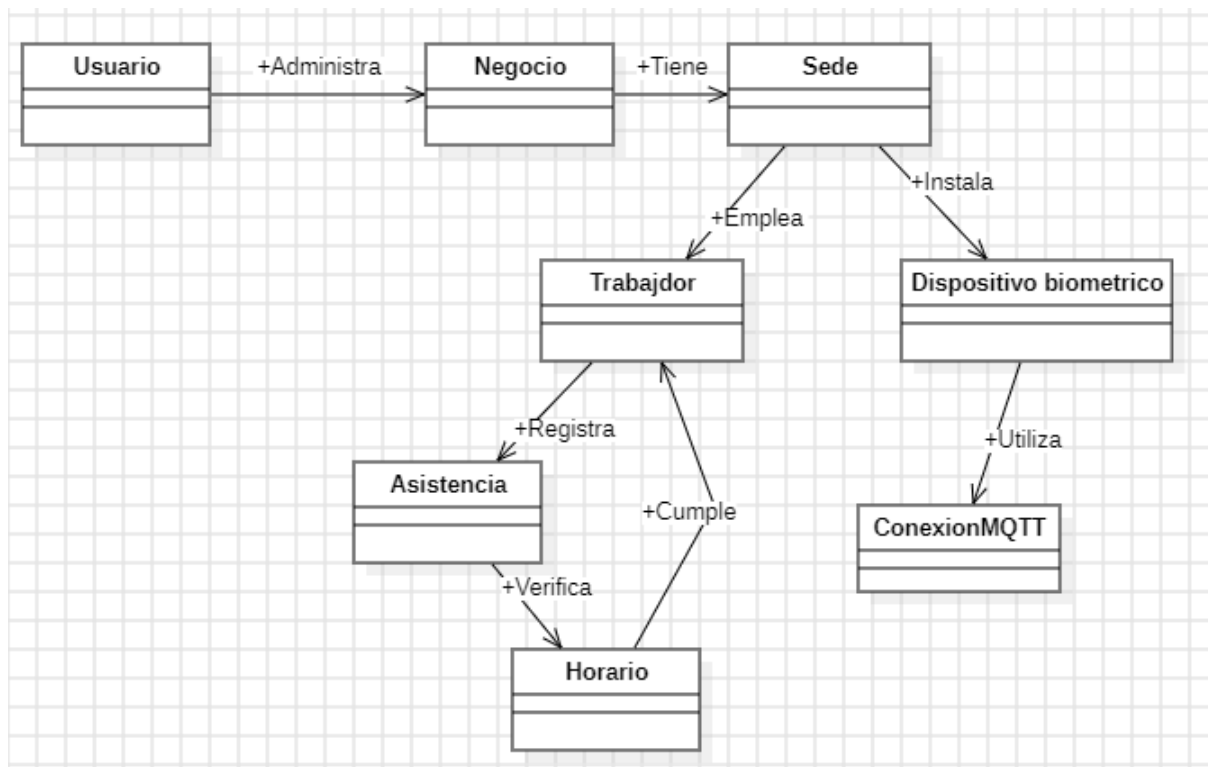 Usuario
+Administra
Negocio
+Tiene
Sede
+Emplea
+Instala
Trabajdor
Dispositivo biometrico
+Registra
+Utiliza
Asistencia
+Cumple
ConexionMQTT
+Verifica
Horario